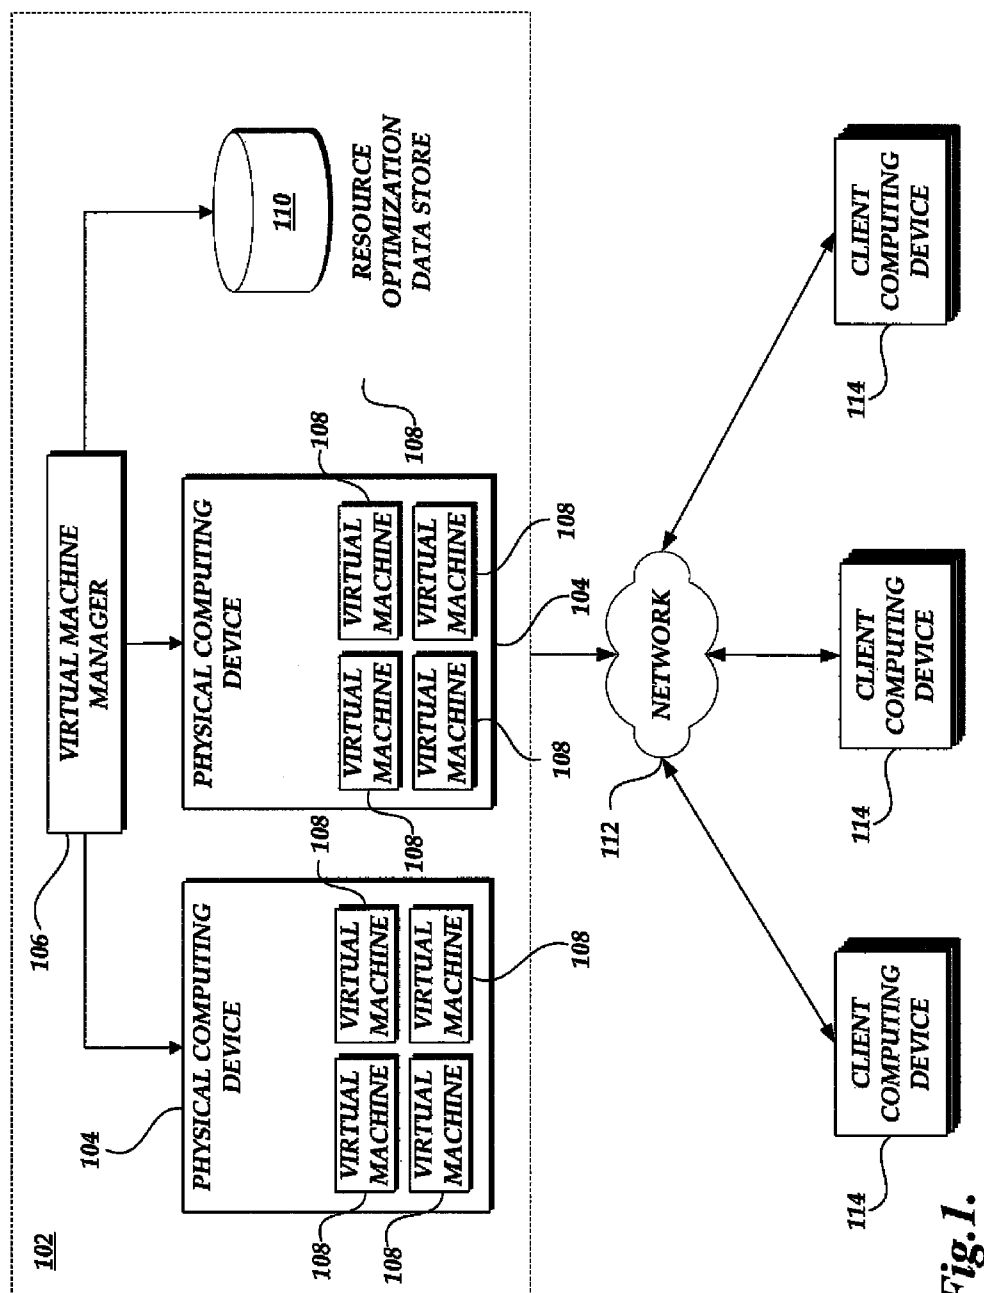 102
106
VIRTUAL MACHINE
MANAGER
104
PHYSICAL COMPUTING
DEVICE
108
VIRTUAL
MACHINE
VIRTUAL
MACHINE
108
108
VIRTUAL
MACHINE
VIRTUAL
MACHINE
108
PHYSICAL COMPUTING
DEVICE
VIRTUAL
MACHINE
VIRTUAL
MACHINE
108
108
VIRTUAL
MACHINE
VIRTUAL
MACHINE
108
108
104
110
RESOURCE
OPTIMIZATION
DATA STORE
108
112
NETWORK
CLIENT
COMPUTING
DEVICE
114
CLIENT
COMPUTING
DEVICE
114
CLIENT
COMPUTING
DEVICE
114
Fig.1.